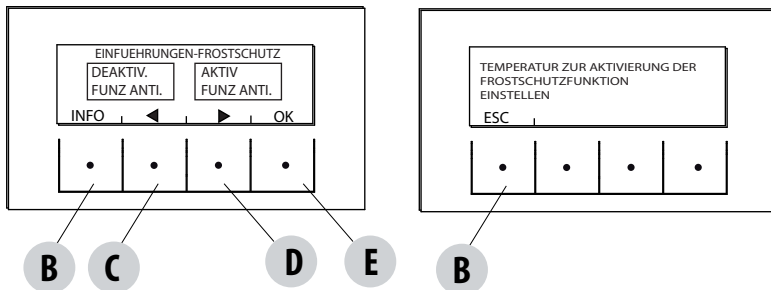 EINFUEHRUNGEN-FROSTSCHUTZ
DEAKTIV.
FUNZ ANTI.
AKTIV
FUNZ ANTI.
INFO
OK
B
C
D
E
TEMPERATUR ZUR AKTIVIERUNG DER
FROSTSCHUTZFUNKTION
EINSTELLEN
ESC
B